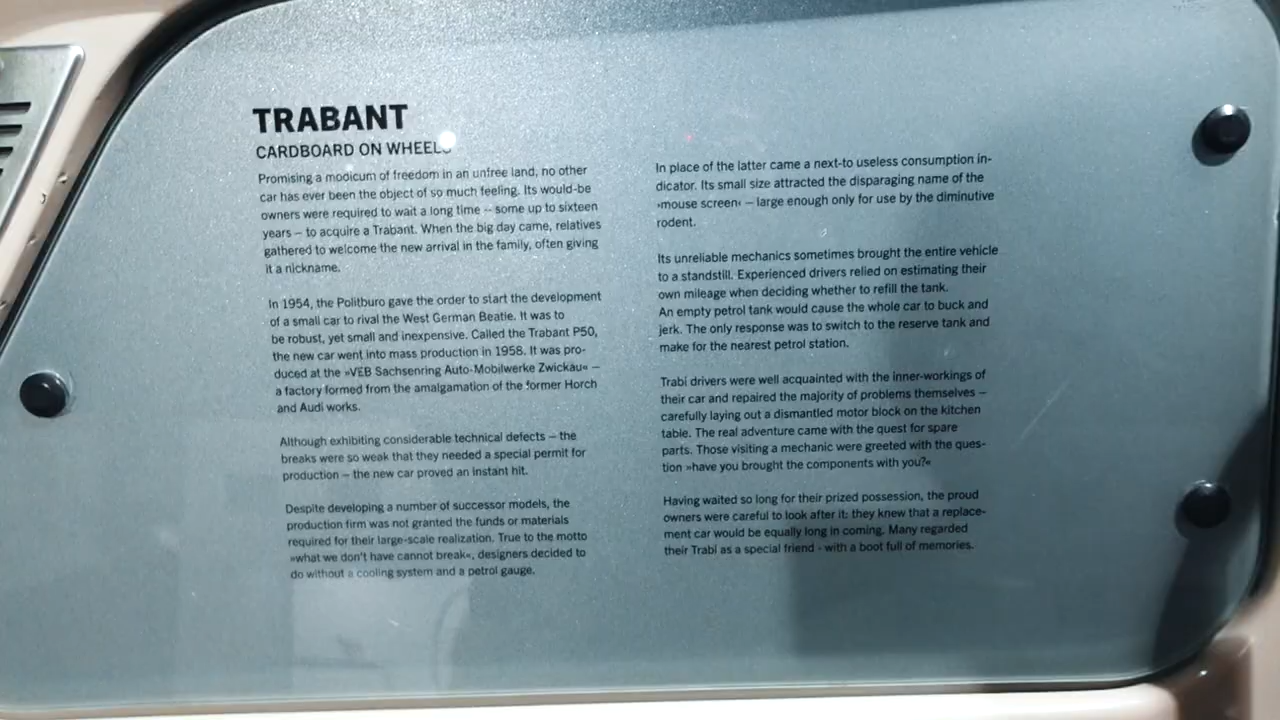 TRABANT
CARDBOARD ON WHEELS
Promising a modicum of freedom in an unfree land, no other
car has ever been the object of so much feeling. Its would-be
owners were required to wait a long time – some up to sixteen
years – to acquire a Trabant. When the big day came, relatives
gathered to welcome the new arrival in the family, often giving
it a nickname.
In 1954, the Politburo gave the order to start the development
of a small car to rival the West German Beatie. It was to
be robust, yet small and inexpensive. Called the Trabant P50,
the new car went into mass production in 1958. It was pro-
duced at the »VEB Sachsenring Auto-Mobilwerke Zwickau« –
a factory formed from the amalgamation of the former Horch
and Audi works.
Although exhibiting considerable technical defects – the
breaks were so weak that they needed a special permit for
production – the new car proved an instant hit.
Despite developing a number of successor models, the
production firm was not granted the funds or materials
required for their large-scale realization. True to the motto
»what we don't have cannot break«, designers decided to
do without a cooling system and a petrol gauge.
In place of the latter came a next-to useless consumption in-
dicator. Its small size attracted the disparaging name of the
›mouse screen‹ – large enough only for use by the diminutive
rodent.
Its unreliable mechanics sometimes brought the entire vehicle
to a standstill. Experienced drivers relied on estimating their
own mileage when deciding whether to refill the tank.
An empty petrol tank would cause the whole car to buck and
jerk. The only response was to switch to the reserve tank and
make for the nearest petrol station.
Trabi drivers were well acquainted with the inner-workings of
their car and repaired the majority of problems themselves –
carefully laying out a dismantled motor block on the kitchen
table. The real adventure came with the quest for spare
parts. Those visiting a mechanic were greeted with the ques-
tion »have you brought the components with you?«
Having waited so long for their prized possession, the proud
owners were careful to look after it: they knew that a replace-
ment car would be equally long in coming. Many regarded
their Trabi as a special friend - with a boot full of memories.